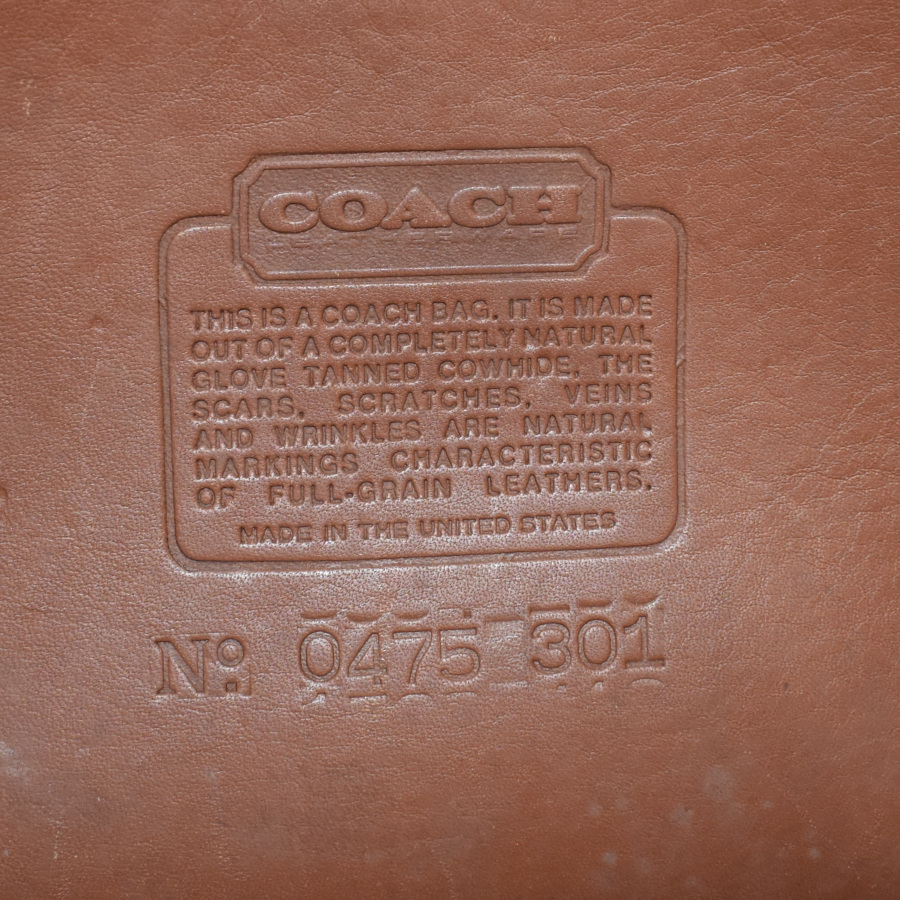 COACH
THIS IS A COACH BAG. IT IS MADE
OUT OF A COMPLETELY NATURAL
GLOVE TANNED COWHIDE, THE
SCARS, SCRATCHES, VEINS
AND WRINKLES ARE NATURAL
MARKINGS CHARACTERISTIC
OF FULL-GRAIN LEATHERS.
MADE IN THE UNITED STATES
No. 0475 301